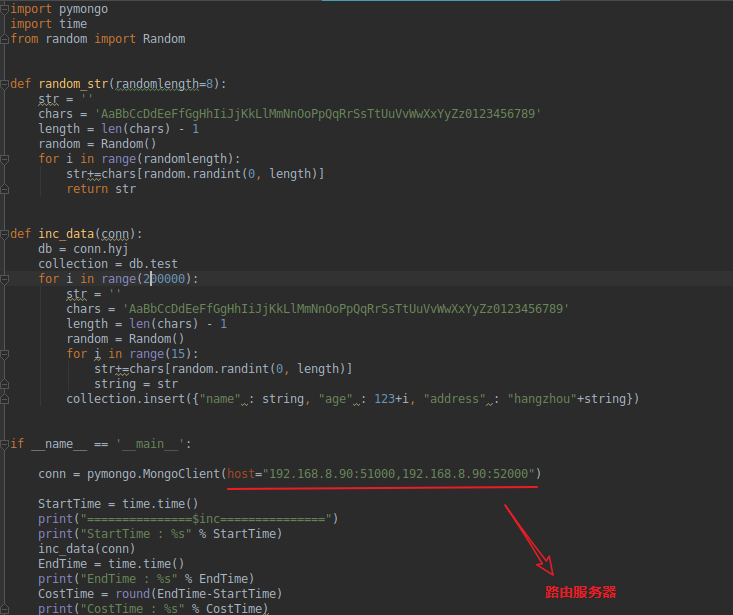 import pymongo
import time
from random import Random
def random_str(randomlength=8):
    str = ''
    chars = 'AaBbCcDdEeFfGgHhIiJjKkLlMmNnOoPpQqRrSsTtUuVvWwXxYyZz0123456789'
    length = len(chars) - 1
    random = Random()
    for i in range(randomlength):
        str+=chars[random.randint(0, length)]
        return str
def inc_data(conn):
    db = conn.hyj
    collection = db.test
    for i in range(200000):
        str = ''
        chars = 'AaBbCcDdEeFfGgHhIiJjKkLlMmNnOoPpQqRrSsTtUuVvWwXxYyZz0123456789'
        length = len(chars) - 1
        random = Random()
        for j in range(15):
            str+=chars[random.randint(0, length)]
            string = str
        collection.insert({"name" : string, "age" : 123+i, "address" : "hangzhou"+string})
if __name__ == '__main__':
    conn = pymongo.MongoClient(host="192.168.8.90:51000,192.168.8.90:52000")
    StartTime = time.time()
    print("===============$inc===============")
    print("StartTime : %s" % StartTime)
    inc_data(conn)
    EndTime = time.time()
    print("EndTime : %s" % EndTime)
    CostTime = round(EndTime-StartTime)
    print("CostTime : %s" % CostTime)
路由服务器